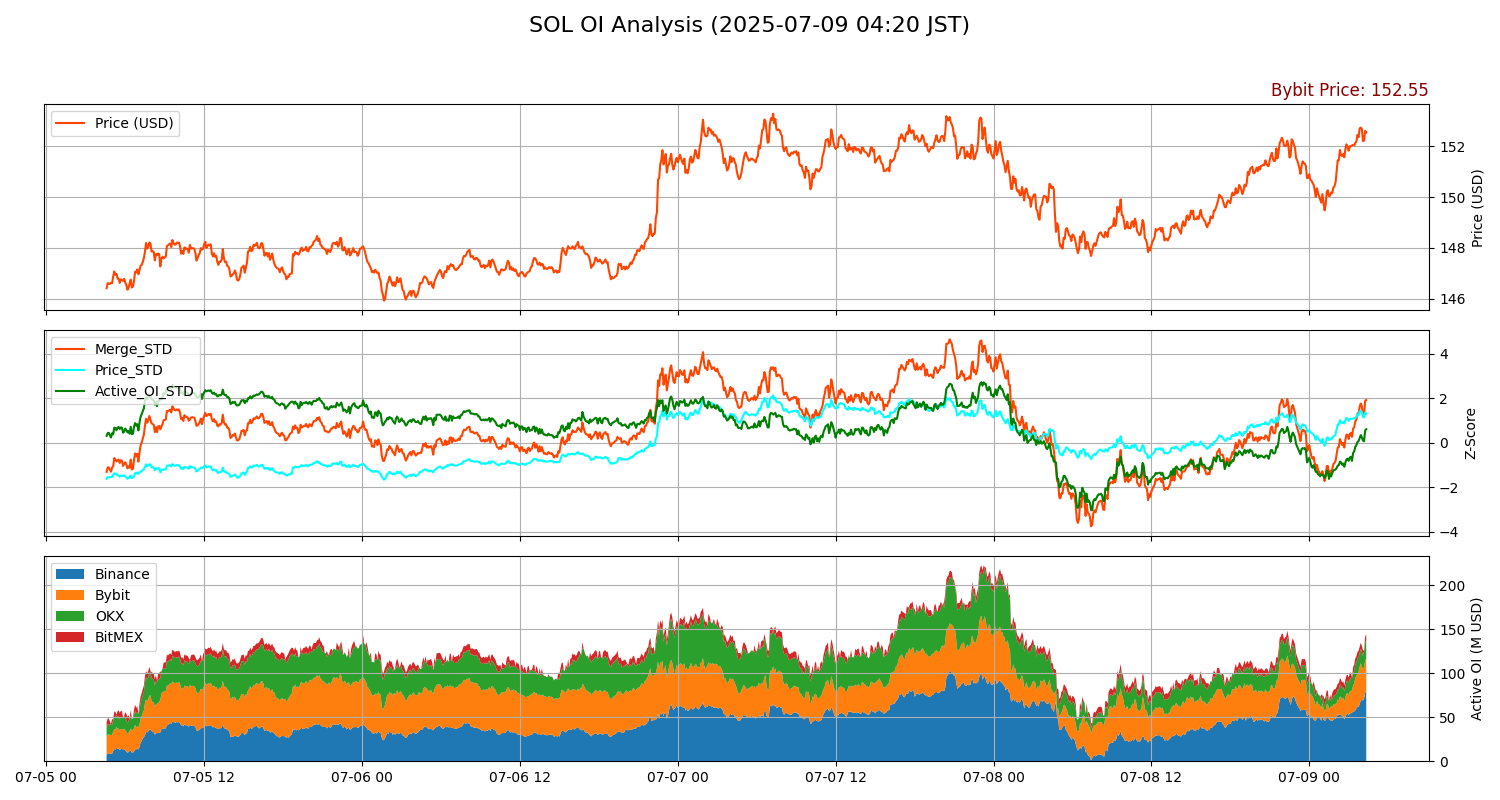 SOL OI Analysis (2025-07-09 04:20 JST)
Bybit Price: 152.55
Price (USD)
152
150
148
146
Price (USD)
Merge_STD
Price_STD
Active_OI_STD
4
2
0
−2
−4
Z-Score
Binance
Bybit
OKX
BitMEX
200
150
100
50
0
Active OI (M USD)
07-05 00
07-05 12
07-06 00
07-06 12
07-07 00
07-07 12
07-08 00
07-08 12
07-09 00